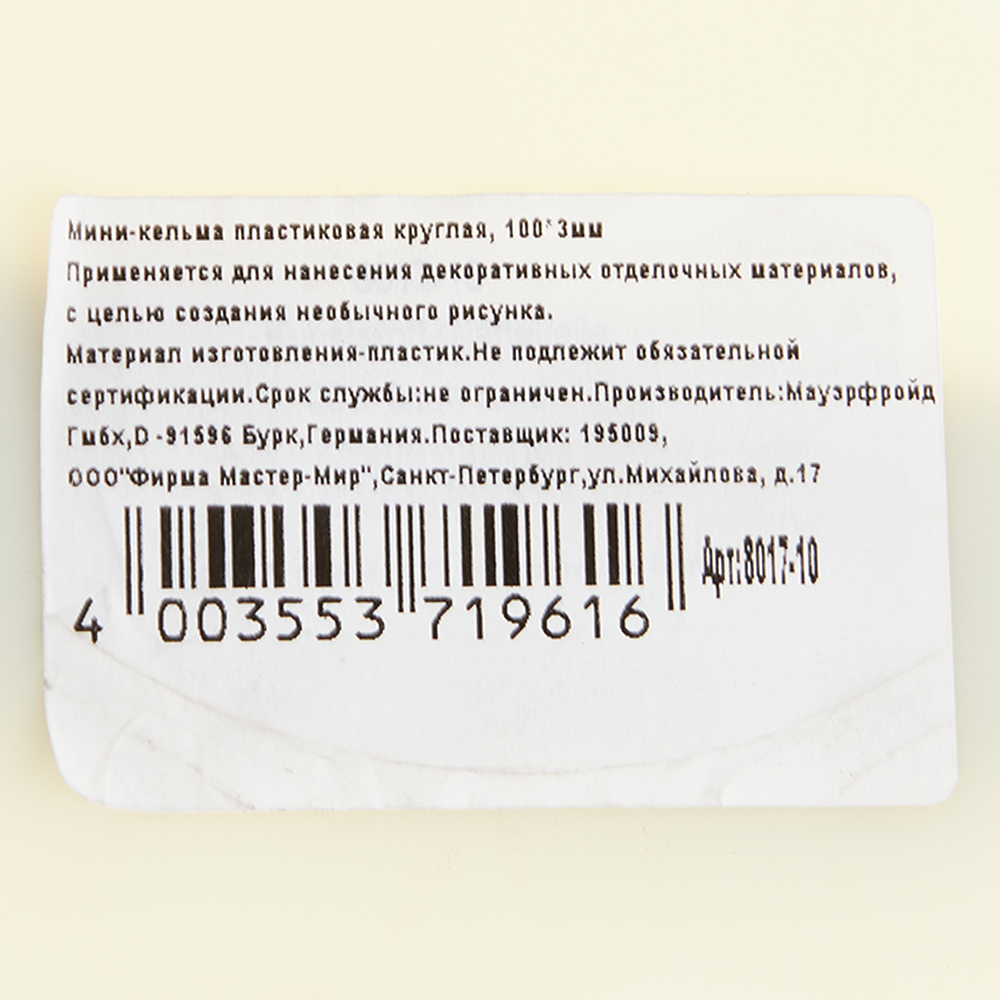 Мини-кельма пластиковая круглая, 100*3мм
Применяется для нанесения декоративных отделочных материалов,
с целью создания необычного рисунка.
Материал изготовления-пластик.Не подлежит обязательной
сертификации.Срок службы:не ограничен.Производитель:Мауэрфройд
Гмбх,D -91596 Бурк,Германия.Поставщик: 195009,
ООО"Фирма Мастер-Мир",Санкт-Петербург,ул.Михайлова, д.17
Арт:8017-10
4 003553 719616